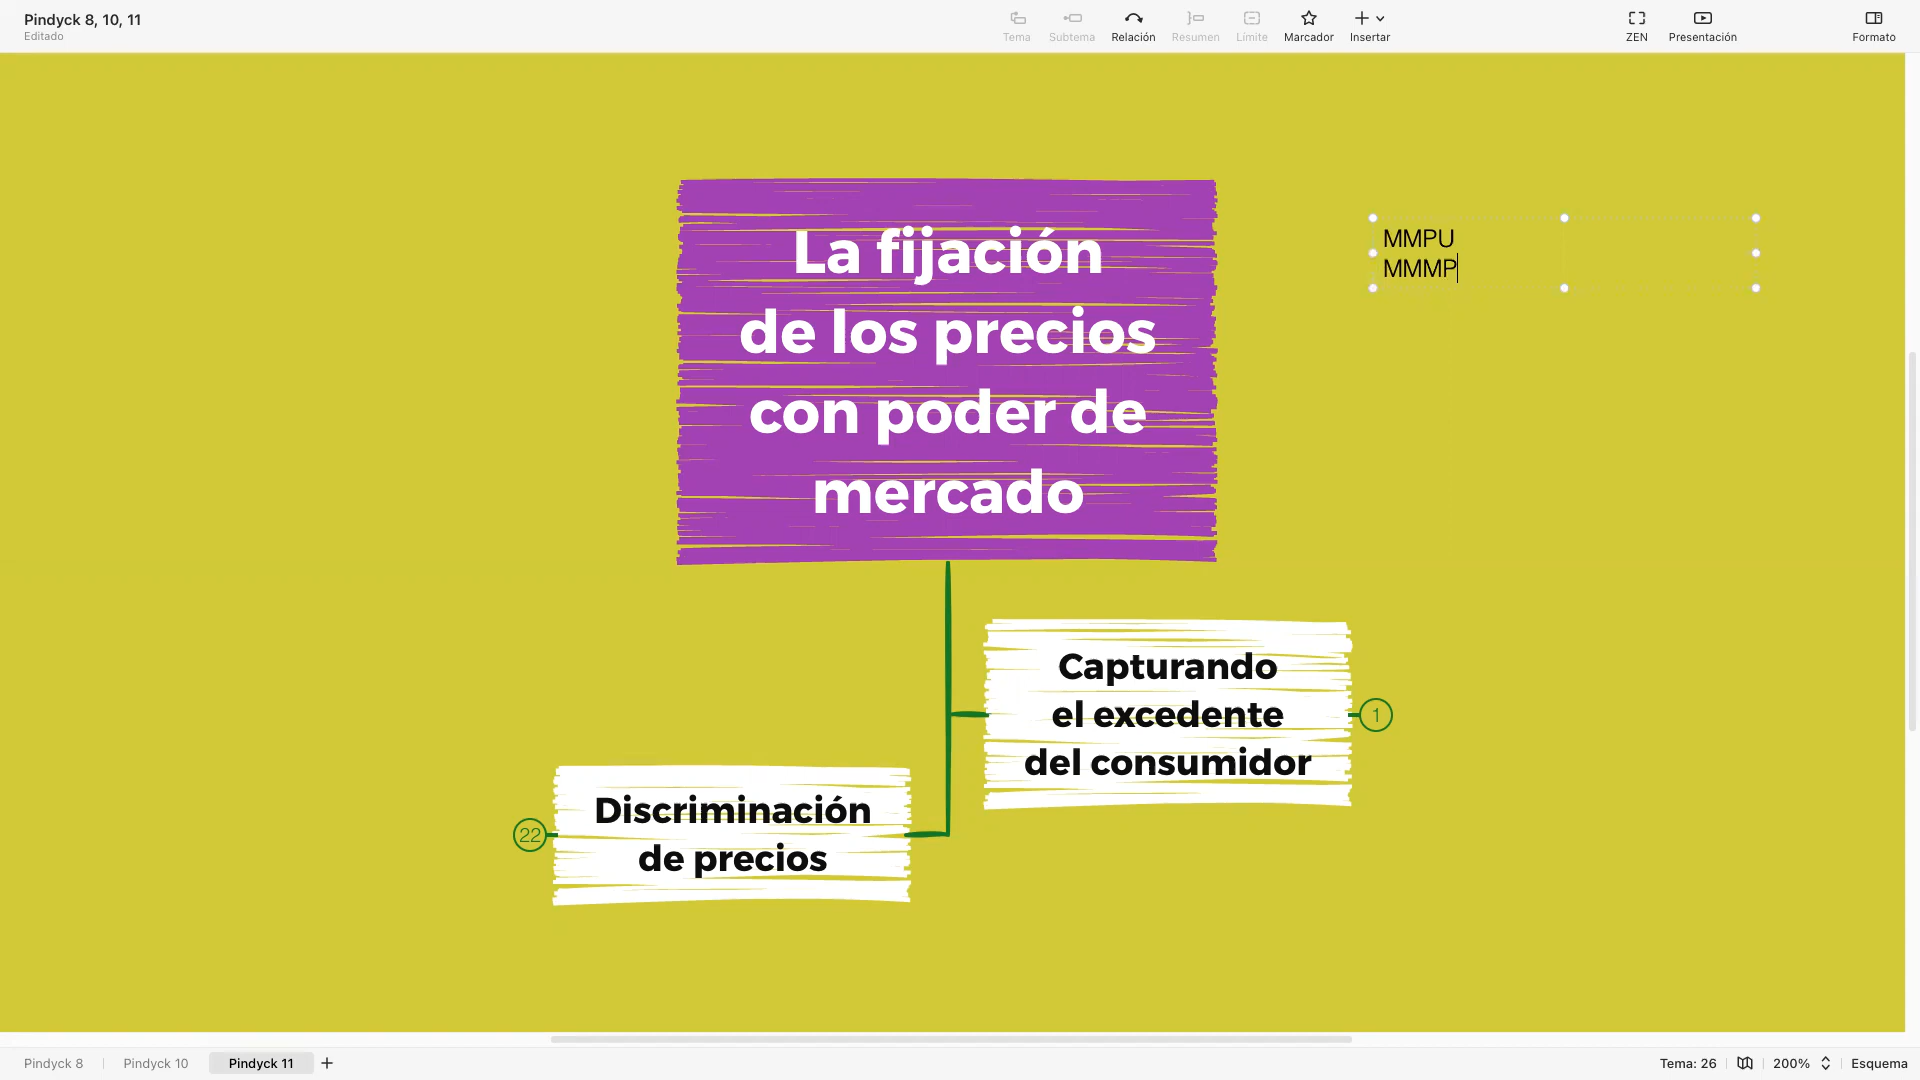 Pindyck 8, 10, 11
Editado
Tema
Subtema
Relación
Resumen
Límite
Marcador
Insertar
ZEN
Presentación
Formato
La fijación
de los precios
con poder de
mercado
MMPU
MMMP
Capturando
el excedente
del consumidor
1
Discriminación
de precios
22
Pindyck 8
Pindyck 10
Pindyck 11
Tema: 26
200%
Esquema